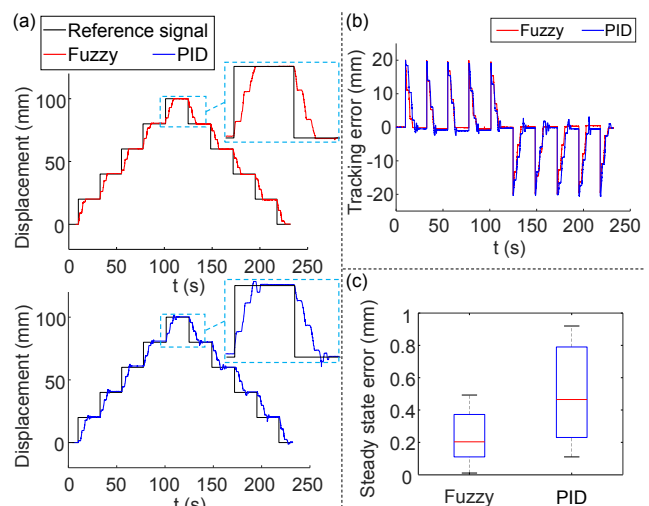 (a)
Reference signal
Fuzzy
PID
Displacement (mm)
100
50
0
0 50 100 150 200 250
t (s)
Displacement (mm)
100
50
0
0 50 100 150 200 250
t (s)
(b)
Fuzzy
PID
Tracking error (mm)
20
10
0
-10
-20
0 50 100 150 200 250
t (s)
(c)
Steady state error (mm)
1
0.8
0.6
0.4
0.2
0
Fuzzy
PID